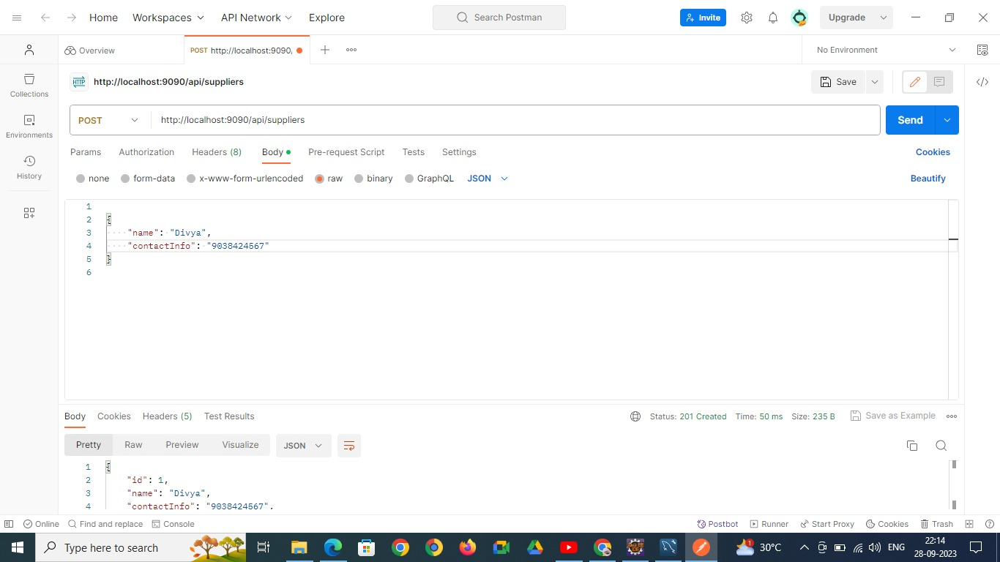 Home Workspaces API Network Explore Search Postman Invite Upgrade
Overview POST http://localhost:9090, No Environment
HTTP http://localhost:9090/api/suppliers Save
Collections
POST http://localhost:9090/api/suppliers Send
Environments
Params Authorization Headers (8) Body Pre-request Script Tests Settings Cookies
History
none form-data x-www-form-urlencoded raw binary GraphQL JSON Beautify
1
2 {
3 "name": "Divya",
4 "contactInfo": "9038424567"
5 }
6
Body Cookies Headers (5) Test Results Status: 201 Created Time: 50 ms Size: 235 B Save as Example
Pretty Raw Preview Visualize JSON
1 {
2 "id": 1,
3 "name": "Divya",
4 "contactInfo": "9038424567",
Online Find and replace Console Postbot Runner Start Proxy Cookies Trash
Type here to search 1 30°C ENG 22:14
28-09-2023